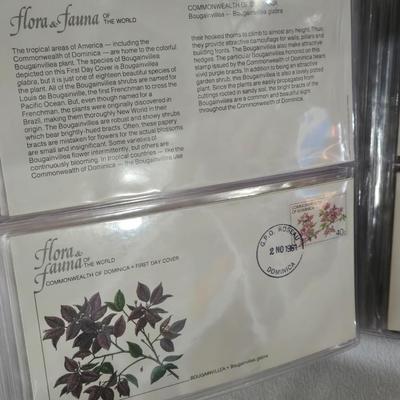 Flora & Fauna OF THE WORLD
COMMONWEALTH OF DOMINICA
Bougainvillea — Bougainvillea glabra
The tropical areas of America — including the
Commonwealth of Dominica — are home to the colorful
Bougainvillea plant. The species of Bougainvillea
depicted on this First Day Cover is Bougainvillea
glabra, but it is just one of eighteen beautiful species of
the plant. All of the Bougainvillea shrubs are named for
Louis de Bougainville, the first Frenchman to cross the
Pacific Ocean. But, even though named for a
Frenchman, the plants were originally discovered in
Brazil, making them thoroughly New World in their
origin. The Bougainvillea are robust and showy shrubs
which bear brightly-hued bracts. Often, these papery
bracts are mistaken for flowers for the actual blossoms
are small and insignificant. Some varieties of
Bougainvillea flower intermittently, but others are
continuously blooming. In tropical countries — like the
Commonwealth of Dominica — the Bougainvillea use
their hooked thorns to climb to almost any height. Thus,
they provide attractive camouflage for walls, pillars and
building fronts. The Bougainvillea also make attractive
hedges. The particular Bougainvillea honored on this
stamp issued by the Commonwealth of Dominica bears
vivid purple bracts. In addition to being an attractive
garden shrub, this Bougainvillea is also a lovely potted
plant. Since the plants are easily propagated from
cuttings rooted in sandy soil, the bright bracts of the
Bougainvillea are a common and beautiful sight
throughout the Commonwealth of Dominica.
Flora &
Fauna OF THE WORLD
COMMONWEALTH OF DOMINICA • FIRST DAY COVER
G.P.O. ROSEAU
2 NO 1981
DOMINICA
COMMONWEALTH
OF DOMINICA
40c
BOUGAINVILLEA • Bougainvillea glabra